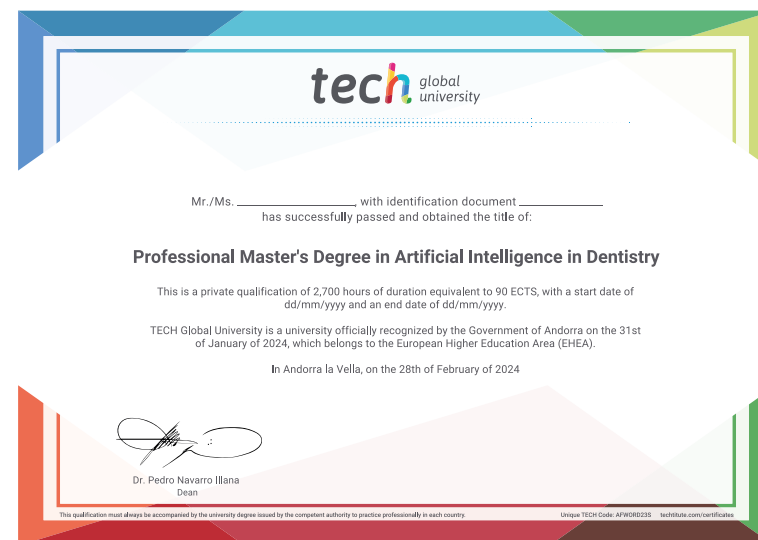 tech global
university
Mr./Ms. ____________, with identification document ____________
has successfully passed and obtained the title of:
Professional Master's Degree in Artificial Intelligence in Dentistry
This is a private qualification of 2,700 hours of duration equivalent to 90 ECTS, with a start date of
dd/mm/yyyy and an end date of dd/mm/yyyy.
TECH Global University is a university officially recognized by the Government of Andorra on the 31st
of January of 2024, which belongs to the European Higher Education Area (EHEA).
In Andorra la Vella, on the 28th of February of 2024
Dr. Pedro Navarro Illana
Dean
This qualification must always be accompanied by the university degree issued by the competent authority to practice professionally in each country.
Unique TECH Code: AFWORD23S techtitute.com/certificates